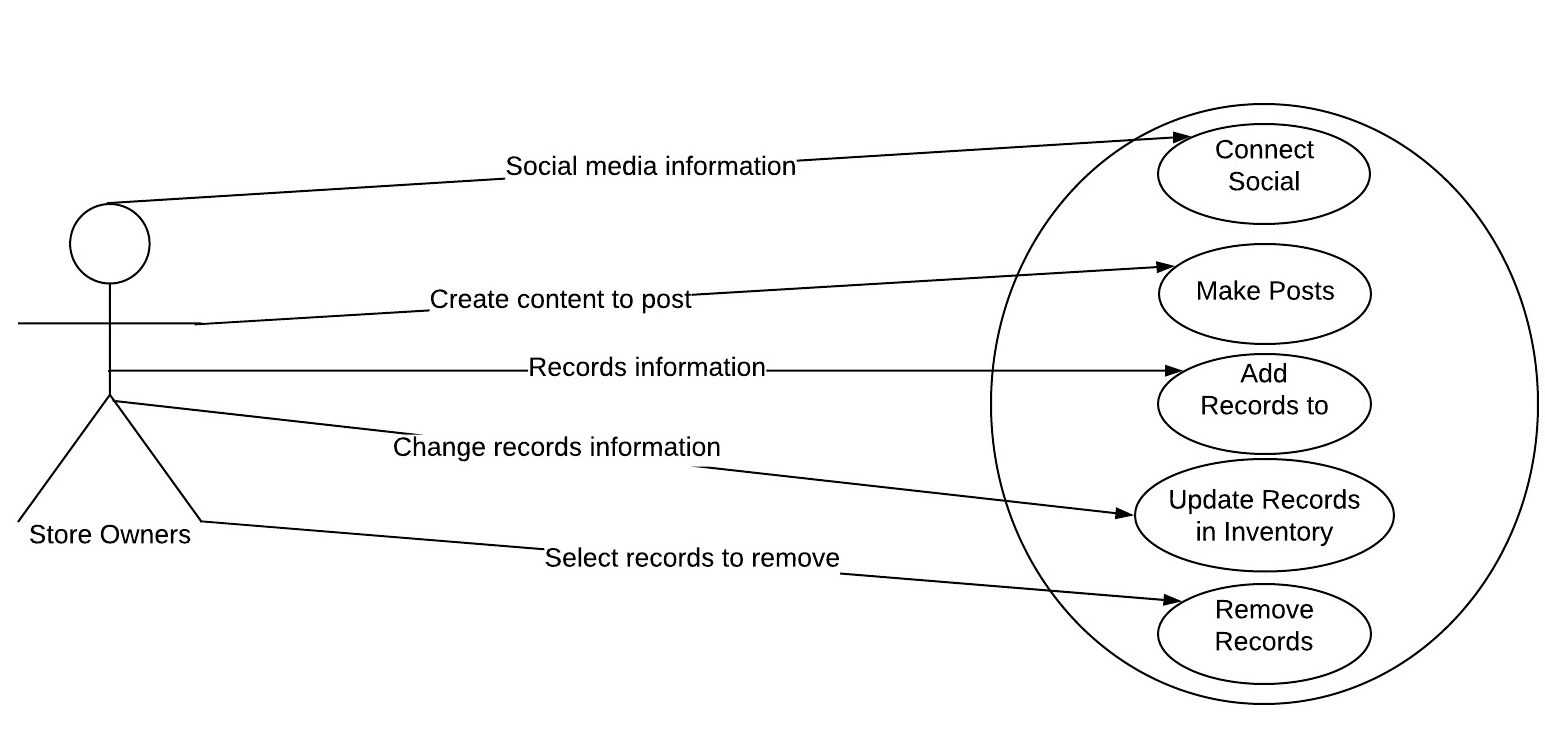 Social media information
Connect
Social
Create content to post
Make Posts
Records information
Add
Records to
Change records information
Update Records
in Inventory
Store Owners
Select records to remove
Remove
Records